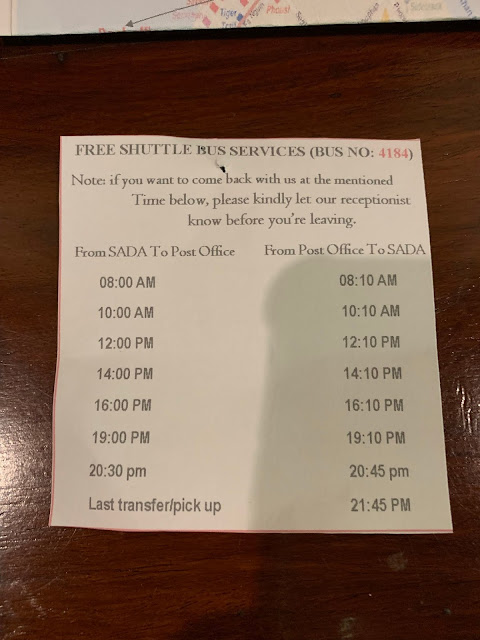 Tiger
Phousi
FREE SHUTTLE BUS SERVICES (BUS NO: 4184)
Note: if you want to come back with us at the mentioned
Time below, please kindly let our receptionist
know before you're leaving.
From SADA To Post Office From Post Office To SADA
08:00 AM 08:10 AM
10:00 AM 10:10 AM
12:00 PM 12:10 PM
14:00 PM 14:10 PM
16:00 PM 16:10 PM
19:00 PM 19:10 PM
20:30 pm 20:45 pm
Last transfer/pick up 21:45 PM